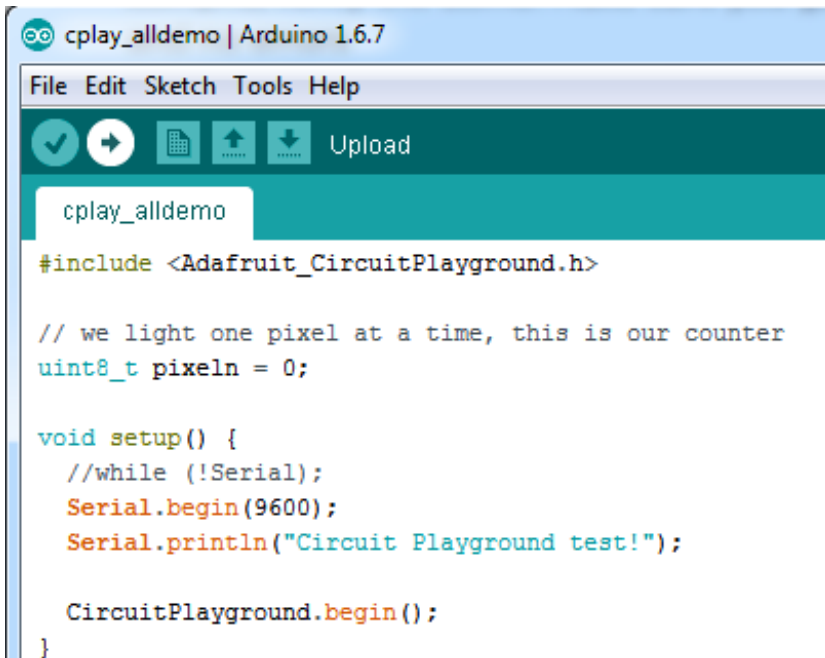 cplay_alldemo | Arduino 1.6.7
File Edit Sketch Tools Help
Upload
cplay_alldemo
#include <Adafruit_CircuitPlayground.h>
// we light one pixel at a time, this is our counter
uint8_t pixeln = 0;
void setup() {
//while (!Serial);
Serial.begin(9600);
Serial.println("Circuit Playground test!");
CircuitPlayground.begin();
}